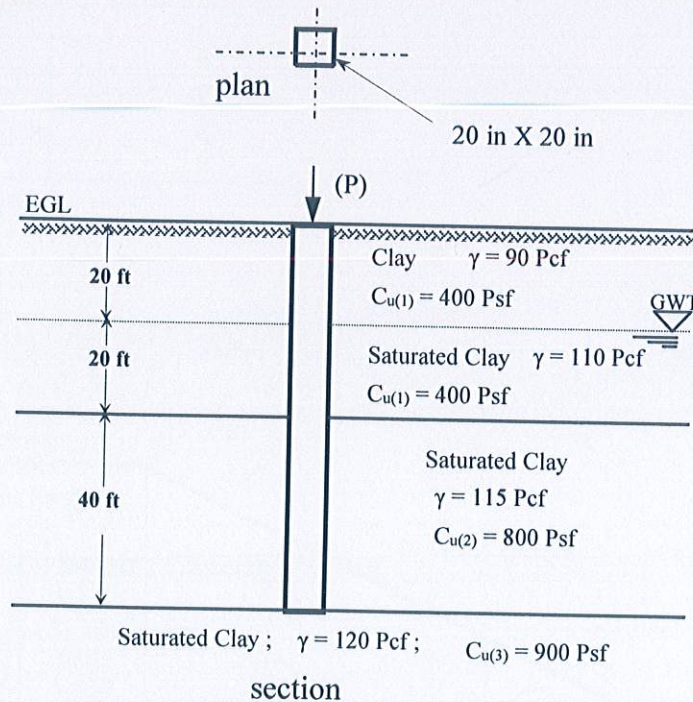 plan
20 in X 20 in
(P)
EGL
Clay γ = 90 Pcf
20 ft
Cu(1) = 400 Psf
GWT
Saturated Clay γ = 110 Pcf
20 ft
Cu(1) = 400 Psf
Saturated Clay
γ = 115 Pcf
40 ft
Cu(2) = 800 Psf
Saturated Clay ; γ = 120 Pcf ; Cu(3) = 900 Psf
section